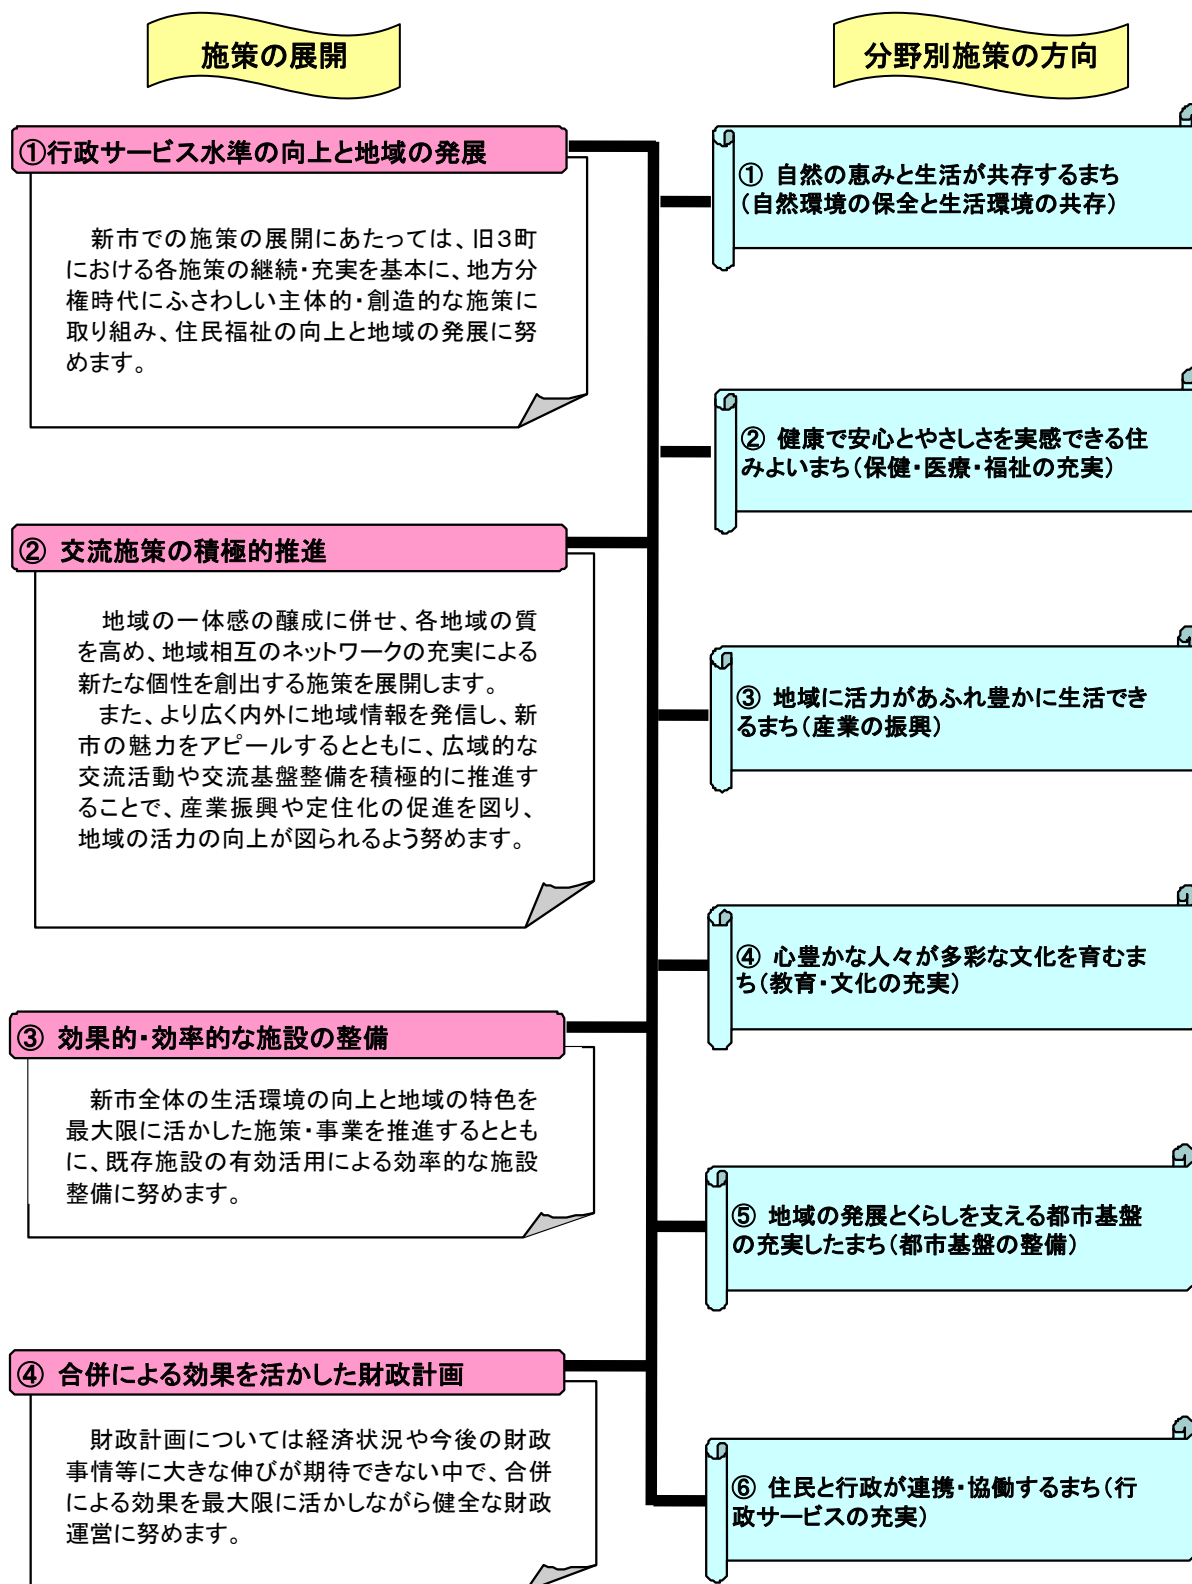 施策の展開
①行政サービス水準の向上と地域の発展
新市での施策の展開にあたっては、旧3町
における各施策の継続・充実を基本に、地方分
権時代にふさわしい主体的・創造的な施策に
取り組み、住民福祉の向上と地域の発展に努
めます。
② 交流施策の積極的推進
地域の一体感の醸成に併せ、各地域の質
を高め、地域相互のネットワークの充実による
新たな個性を創出する施策を展開します。
また、より広く内外に地域情報を発信し、新
市の魅力をアピールするとともに、広域的な
交流活動や交流基盤整備を積極的に推進す
ることで、産業振興や定住化の促進を図り、
地域の活力の向上が図られるよう努めます。
③ 効果的・効率的な施設の整備
新市全体の生活環境の向上と地域の特色を
最大限に活かした施策・事業を推進するととも
に、既存施設の有効活用による効率的な施設
整備に努めます。
④ 合併による効果を活かした財政計画
財政計画については経済状況や今後の財政
事情等に大きな伸びが期待できない中で、合併
による効果を最大限に活かしながら健全な財政
運営に努めます。
分野別施策の方向
① 自然の恵みと生活が共存するまち
(自然環境の保全と生活環境の共存)
② 健康で安心とやさしさを実感できる住
みよいまち(保健・医療・福祉の充実)
③ 地域に活力があふれ豊かに生活でき
るまち(産業の振興)
④ 心豊かな人々が多彩な文化を育むま
ち(教育・文化の充実)
⑤ 地域の発展とくらしを支える都市基盤
の充実したまち(都市基盤の整備)
⑥ 住民と行政が連携・協働するまち(行
政サービスの充実)